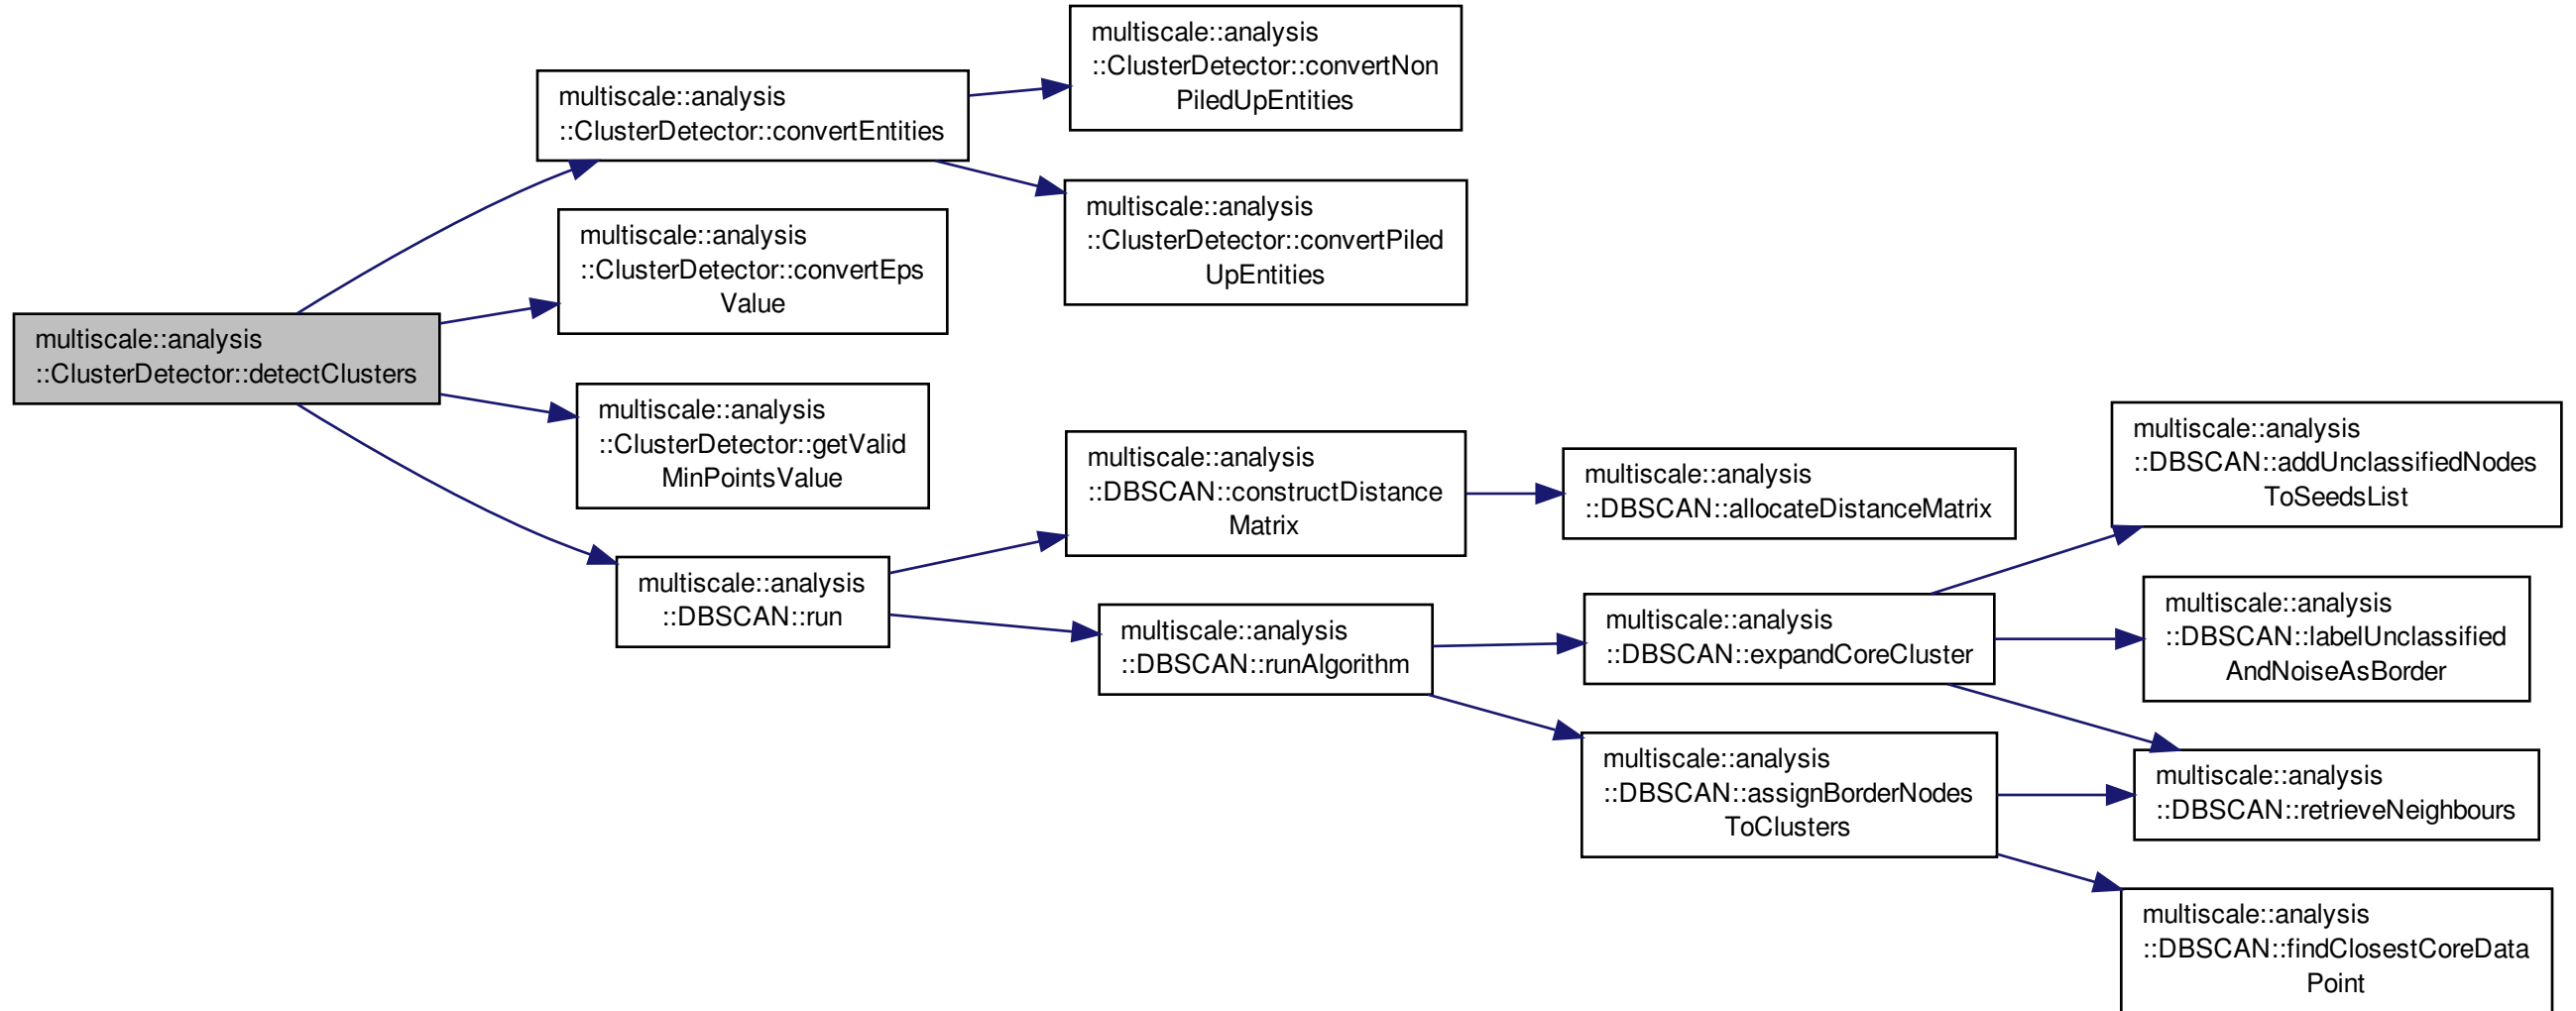 multiscale::analysis
::ClusterDetector::detectClusters
multiscale::analysis
::ClusterDetector::convertEntities
multiscale::analysis
::ClusterDetector::convertEps
Value
multiscale::analysis
::ClusterDetector::getValid
MinPointsValue
multiscale::analysis
::DBSCAN::run
multiscale::analysis
::ClusterDetector::convertNon
PiledUpEntities
multiscale::analysis
::ClusterDetector::convertPiled
UpEntities
multiscale::analysis
::DBSCAN::constructDistance
Matrix
multiscale::analysis
::DBSCAN::runAlgorithm
multiscale::analysis
::DBSCAN::allocateDistanceMatrix
multiscale::analysis
::DBSCAN::expandCoreCluster
multiscale::analysis
::DBSCAN::assignBorderNodes
ToClusters
multiscale::analysis
::DBSCAN::addUnclassifiedNodes
ToSeedsList
multiscale::analysis
::DBSCAN::labelUnclassified
AndNoiseAsBorder
multiscale::analysis
::DBSCAN::retrieveNeighbours
multiscale::analysis
::DBSCAN::findClosestCoreData
Point